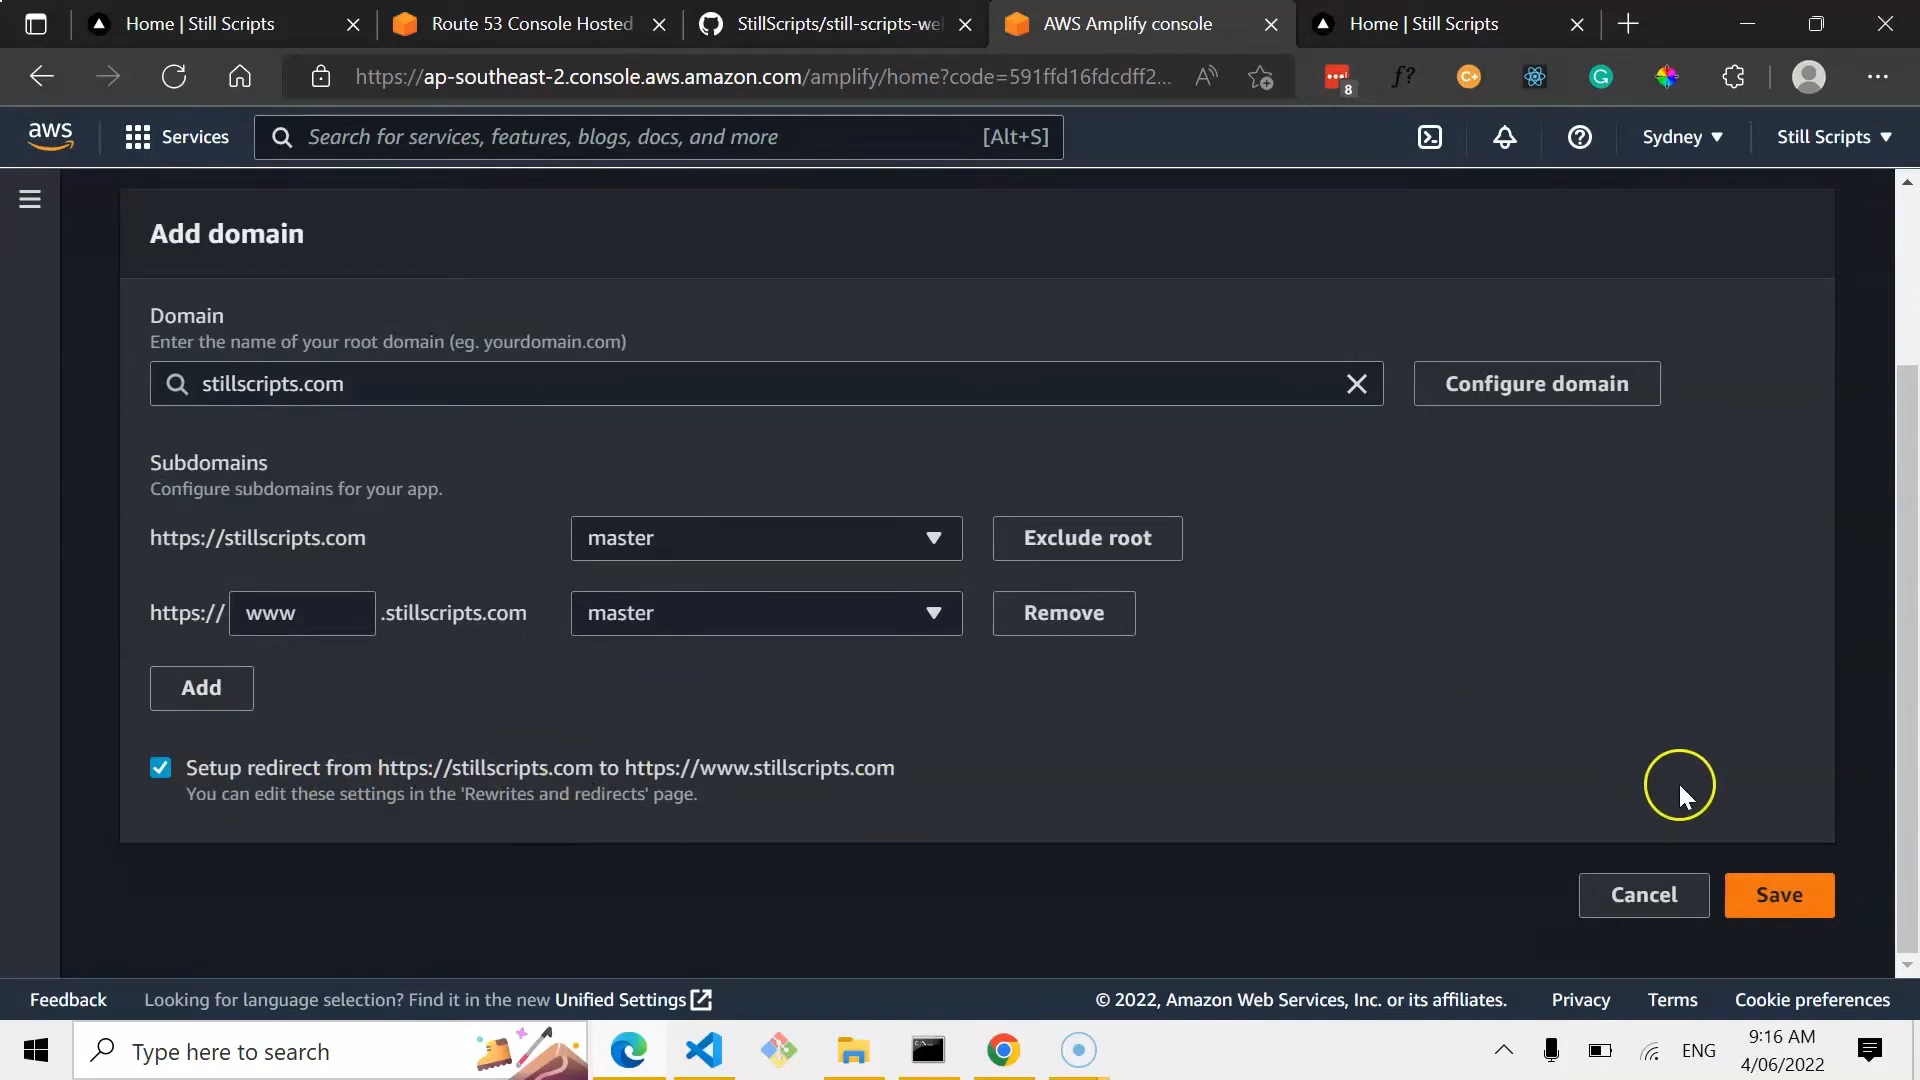 Home | Still Scripts
Route 53 Console Hosted
StillScripts/still-scripts-we
AWS Amplify console
Home | Still Scripts
https://ap-southeast-2.console.aws.amazon.com/amplify/home?code=591ffd16fdcdff2...
8
f?
C+
aws
Services
Search for services, features, blogs, docs, and more
[Alt+S]
Sydney
Still Scripts
Add domain
Domain
Enter the name of your root domain (eg. yourdomain.com)
stillscripts.com
Configure domain
Subdomains
Configure subdomains for your app.
https://stillscripts.com
master
Exclude root
https:// www .stillscripts.com
master
Remove
Add
Setup redirect from https://stillscripts.com to https://www.stillscripts.com
You can edit these settings in the 'Rewrites and redirects' page.
Cancel
Save
Feedback
Looking for language selection? Find it in the new Unified Settings
© 2022, Amazon Web Services, Inc. or its affiliates.
Privacy
Terms
Cookie preferences
Type here to search
ENG
9:16 AM
4/06/2022